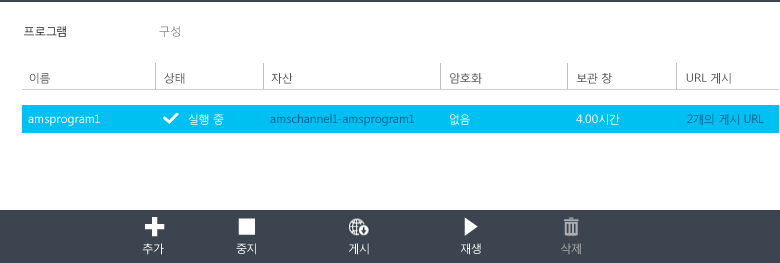 프로그램 구성
이름 상태 자산 암호화 보관 창 URL 게시
amsprogram1 실행 중 amschannel1-amsprogram1 없음 4.00시간 2개의 게시 URL
추가 중지 게시 재생 삭제